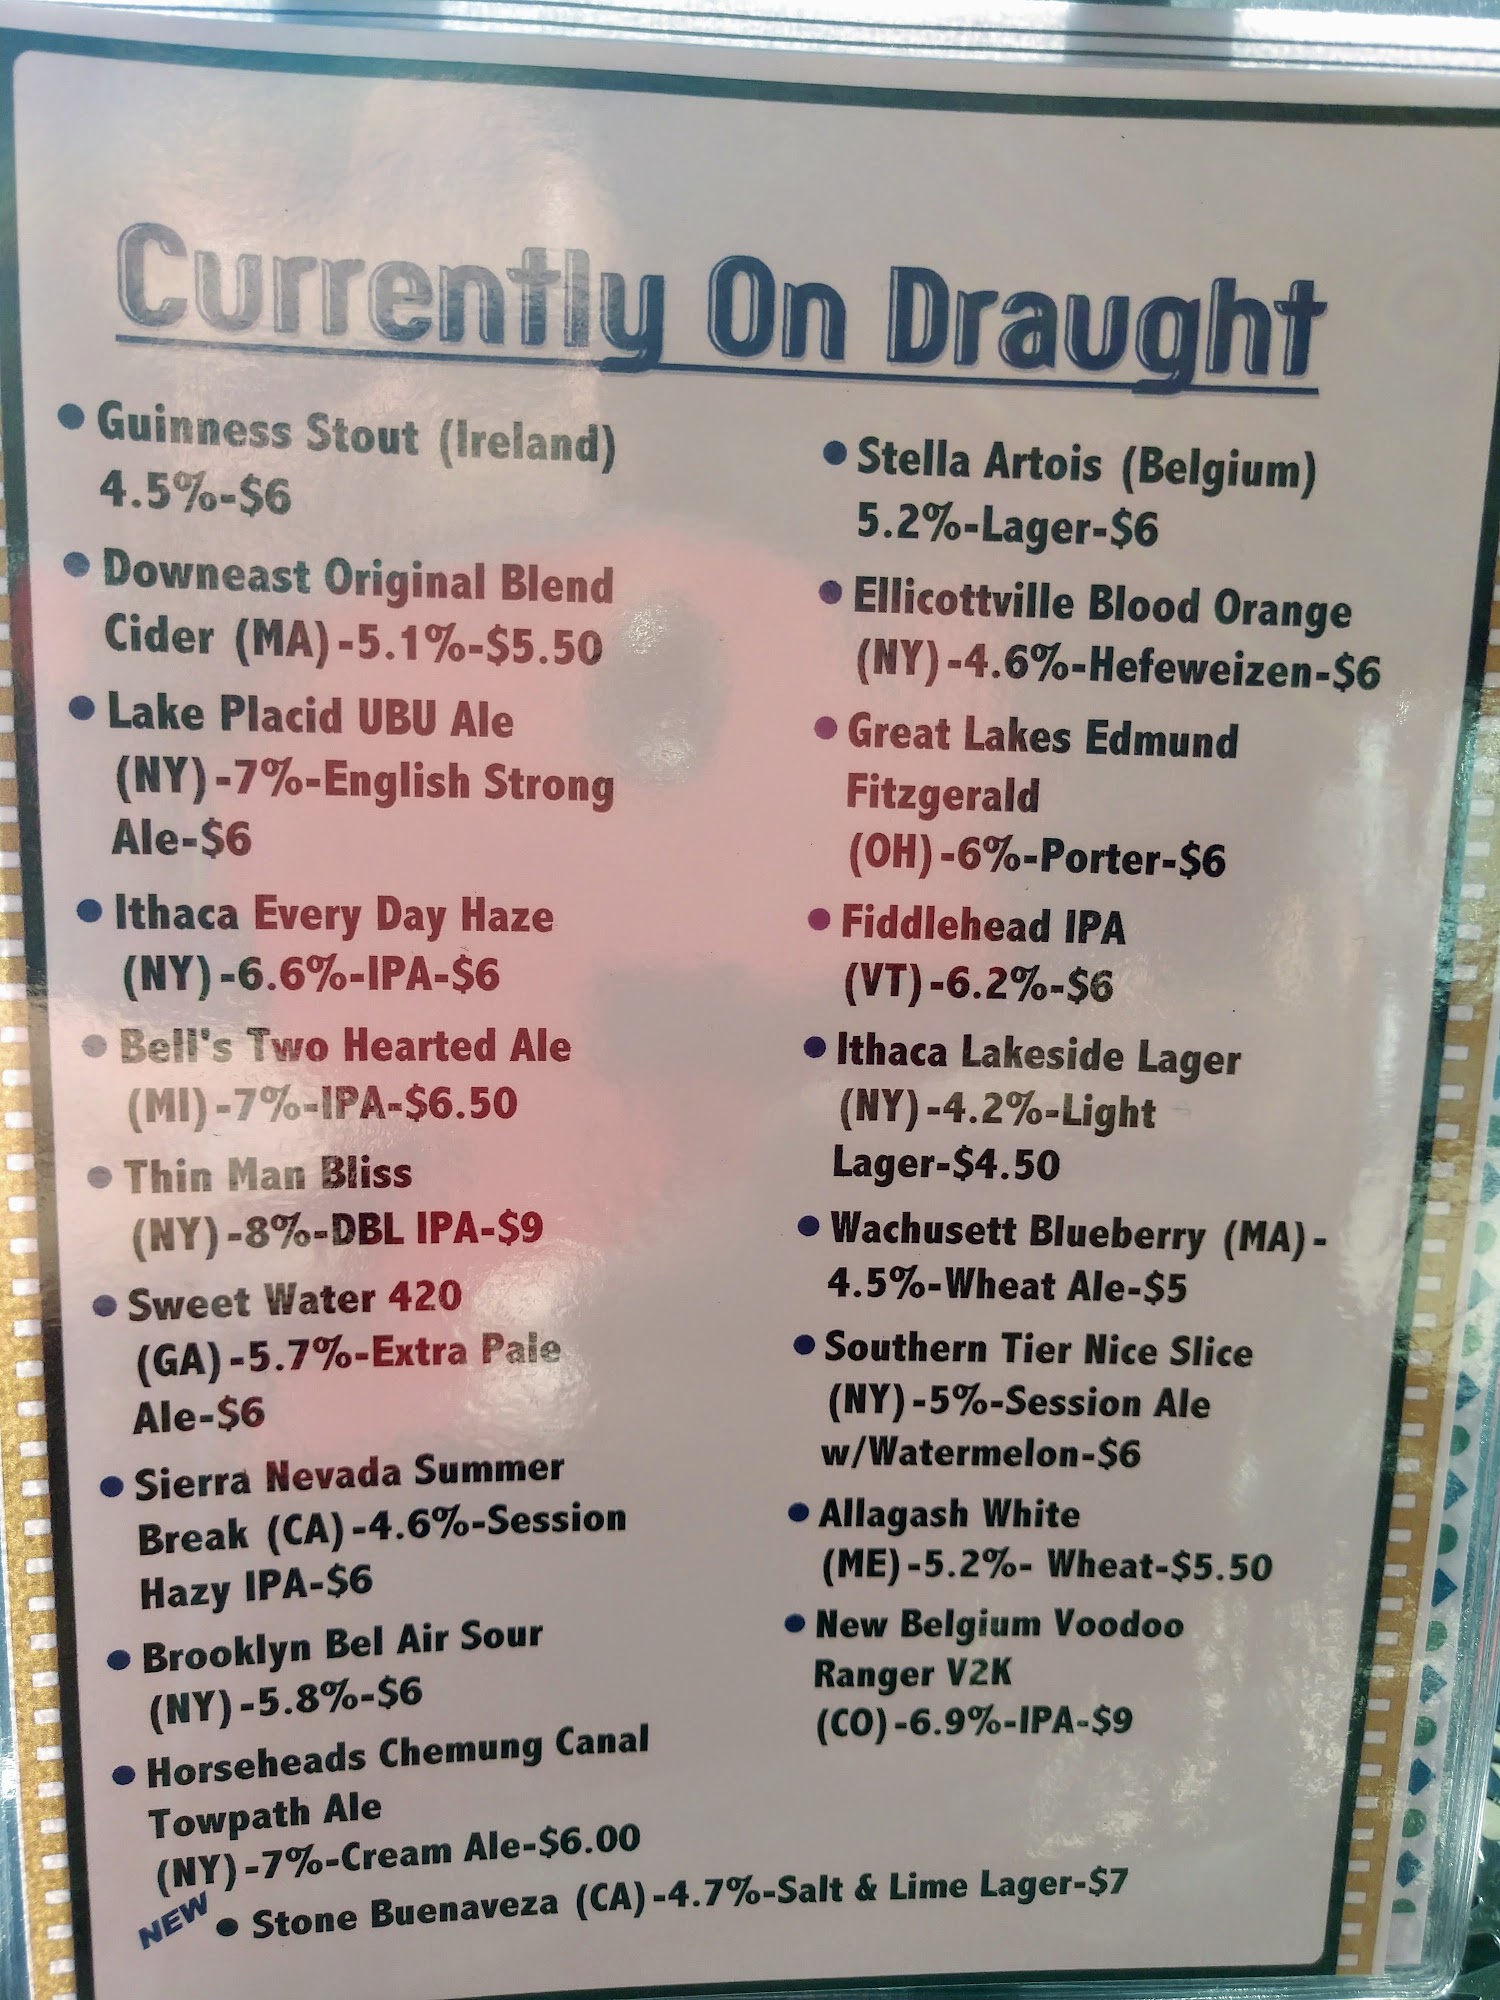 Currently On Draught
• Guinness Stout (Ireland)
4.5%-$6
• Downeast Original Blend
Cider (MA)-5.1%-$5.50
• Lake Placid UBU Ale
(NY)-7%-English Strong
Ale-$6
• Ithaca Every Day Haze
(NY)-6.6%-IPA-$6
• Bell's Two Hearted Ale
(MI)-7%-IPA-$6.50
• Thin Man Bliss
(NY)-8%-DBL IPA-$9
• Sweet Water 420
(GA)-5.7%-Extra Pale
Ale-$6
• Sierra Nevada Summer
Break (CA)-4.6%-Session
Hazy IPA-$6
• Brooklyn Bel Air Sour
(NY)-5.8%-$6
• Horseheads Chemung Canal
Towpath Ale
(NY)-7%-Cream Ale-$6.00
• Stella Artois (Belgium)
5.2%-Lager-$6
• Ellicottville Blood Orange
(NY)-4.6%-Hefeweizen-$6
• Great Lakes Edmund
Fitzgerald
(OH)-6%-Porter-$6
• Fiddlehead IPA
(VT)-6.2%-$6
• Ithaca Lakeside Lager
(NY)-4.2%-Light
Lager-$4.50
• Wachusett Blueberry (MA)-
4.5%-Wheat Ale-$5
• Southern Tier Nice Slice
(NY)-5%-Session Ale
w/Watermelon-$6
• Allagash White
(ME)-5.2%- Wheat-$5.50
• New Belgium Voodoo
Ranger V2K
(CO)-6.9%-IPA-$9
NEW • Stone Buenaveza (CA)-4.7%-Salt & Lime Lager-$7